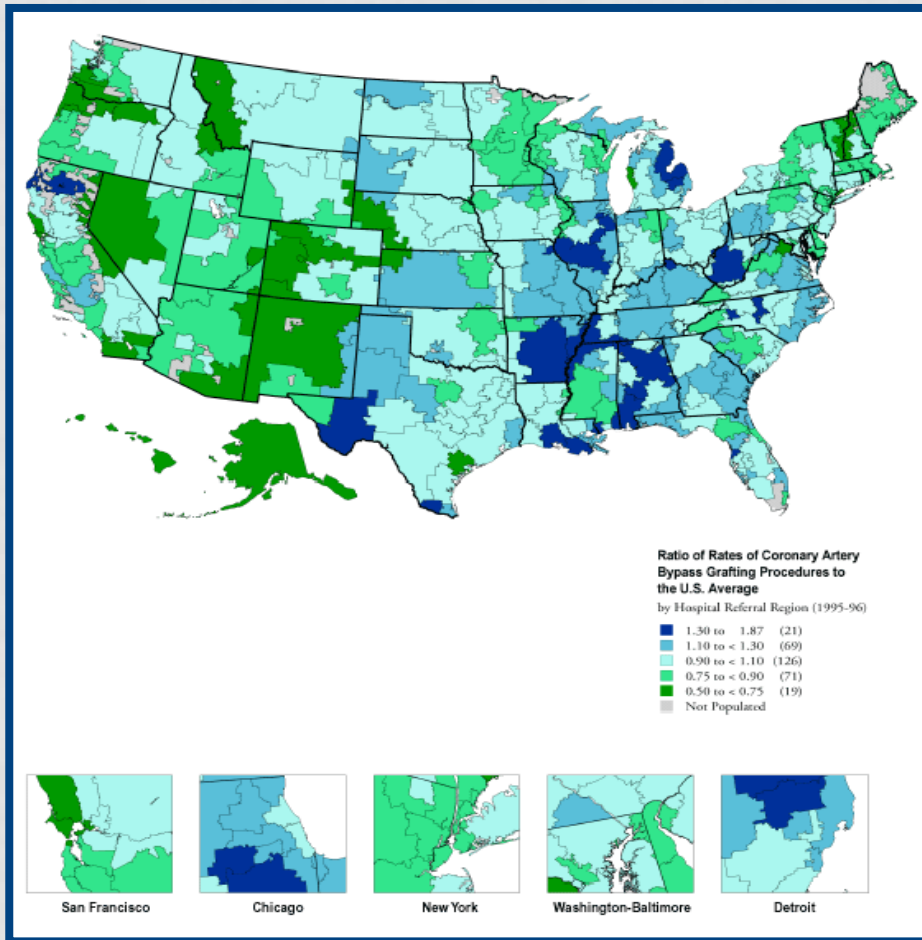 Ratio of Rates of Coronary Artery
Bypass Grafting Procedures to
the U.S. Average
by Hospital Referral Region (1995-96)
1.30 to 1.87 (21)
1.10 to < 1.30 (69)
0.90 to < 1.10 (126)
0.75 to < 0.90 (71)
0.50 to < 0.75 (19)
Not Populated
San Francisco
Chicago
New York
Washington-Baltimore
Detroit